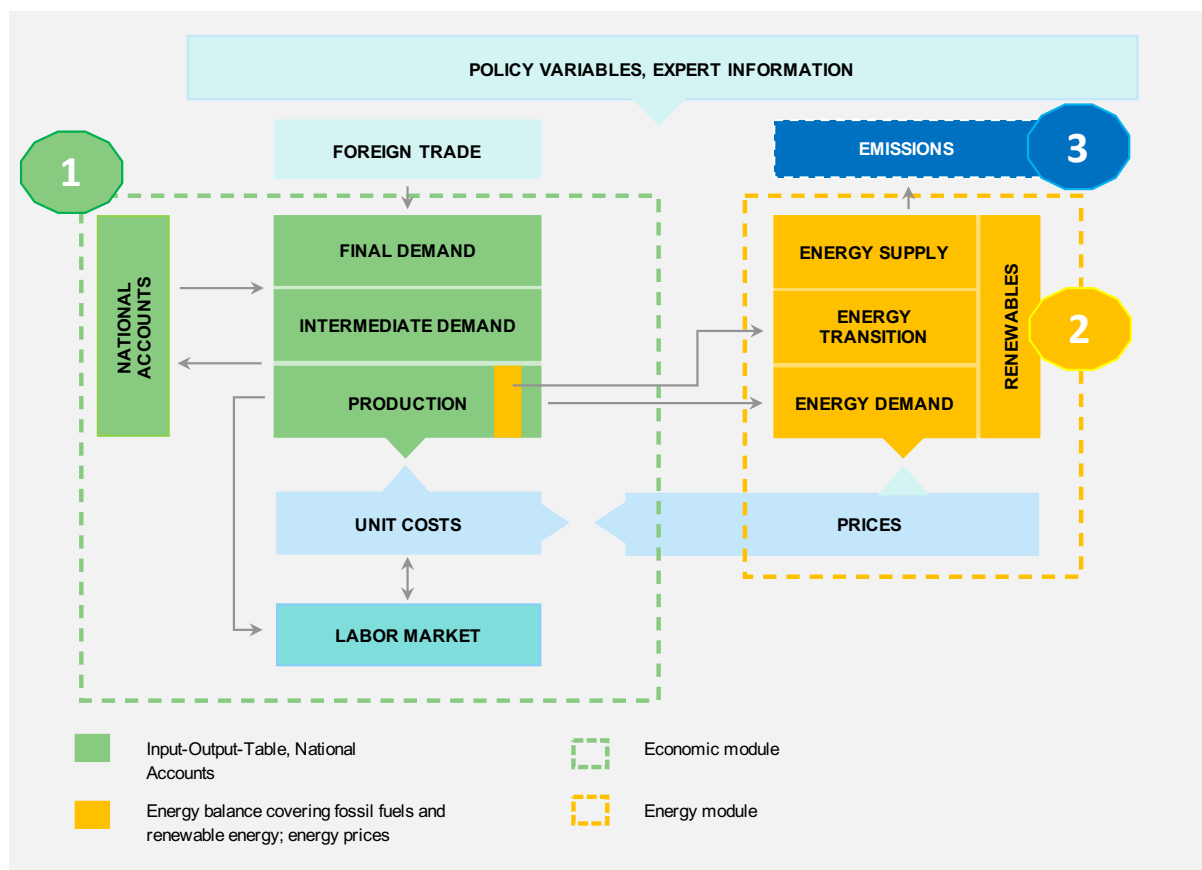 POLICY VARIABLES, EXPERT INFORMATION
1
FOREIGN TRADE
EMISSIONS
3
NATIONAL
ACCOUNTS
FINAL DEMAND
INTERMEDIATE DEMAND
PRODUCTION
ENERGY SUPPLY
ENERGY
TRANSITION
ENERGY DEMAND
RENEWABLES
2
UNIT COSTS
PRICES
LABOR MARKET
Input-Output-Table, National
Accounts
Economic module
Energy balance covering fossil fuels and
renewable energy; energy prices
Energy module